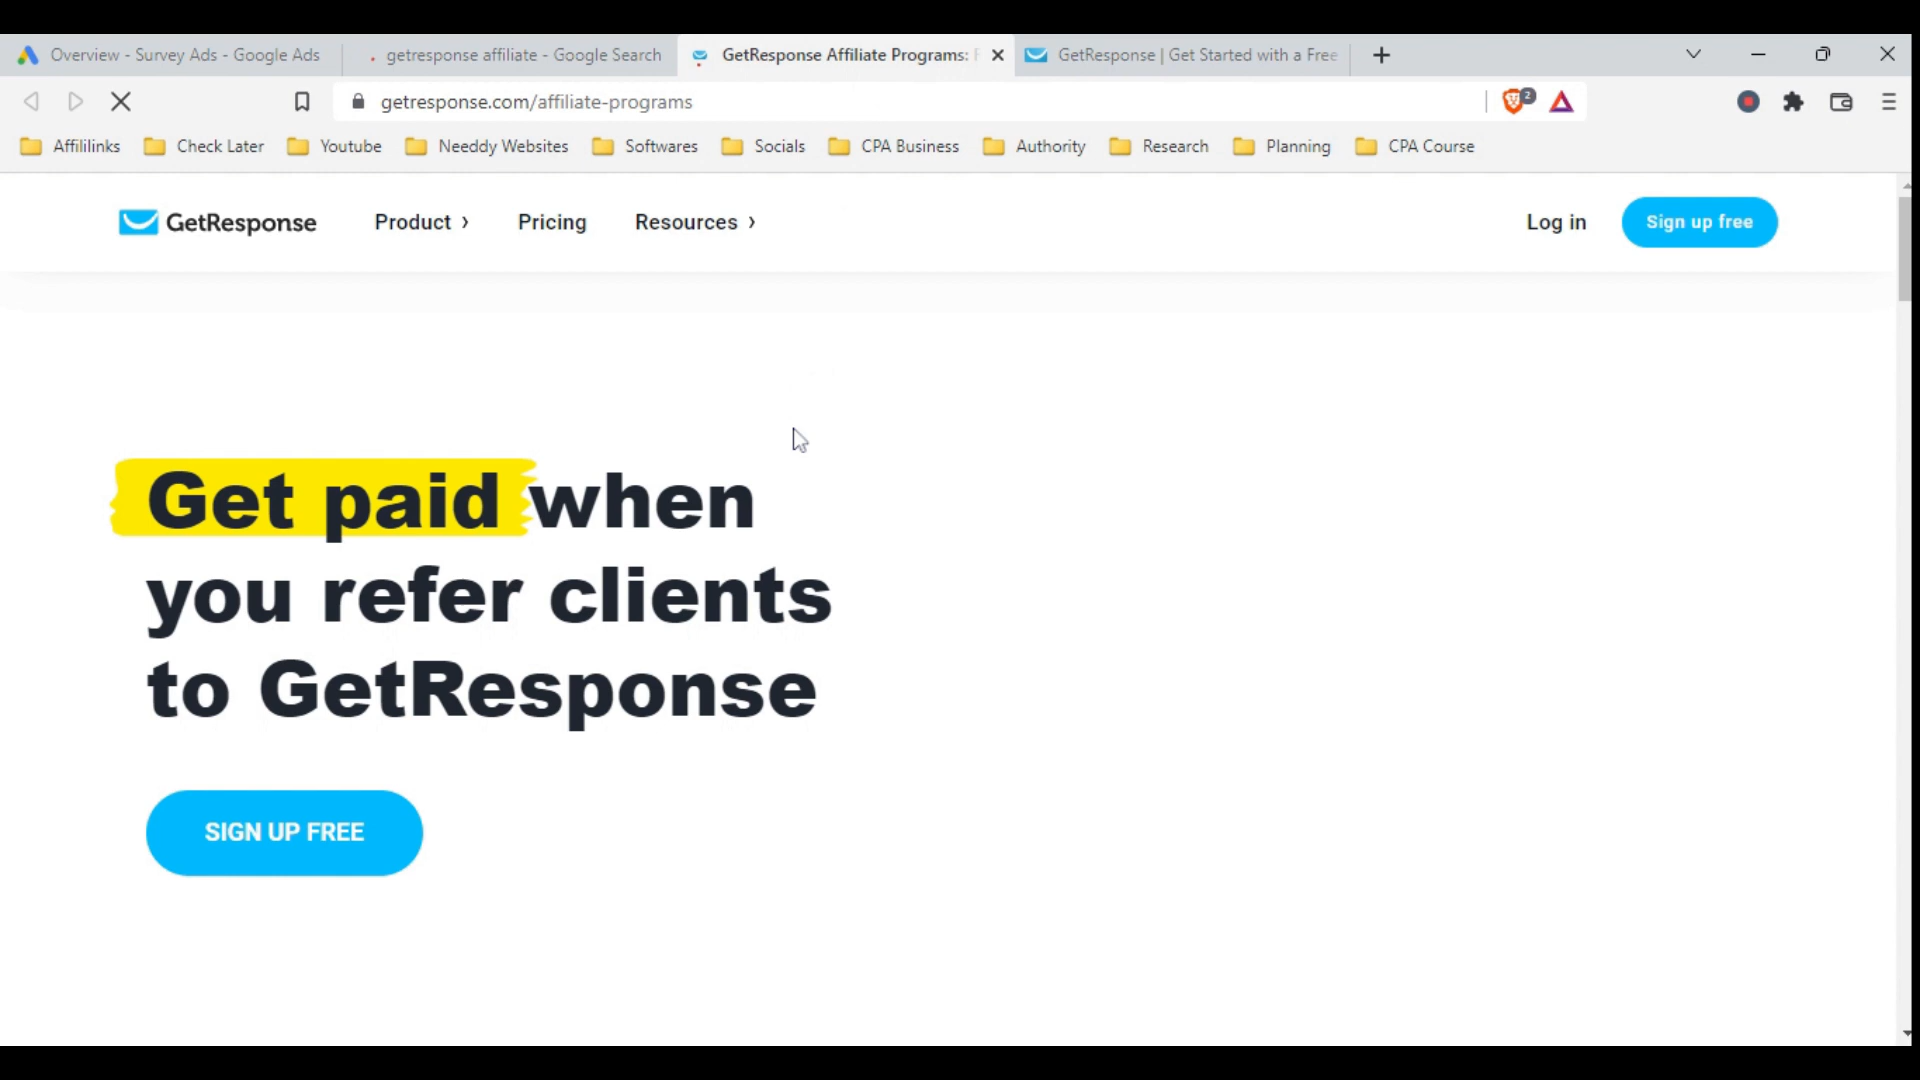 Overview - Survey Ads - Google Ads
getresponse affiliate - Google Search
GetResponse Affiliate Programs:
GetResponse | Get Started with a Free
getresponse.com/affiliate-programs
2
Affililinks
Check Later
Youtube
Needdy Websites
Softwares
Socials
CPA Business
Authority
Research
Planning
CPA Course
GetResponse
Product
Pricing
Resources
Log in
Sign up free
Get paid when
you refer clients
to GetResponse
SIGN UP FREE